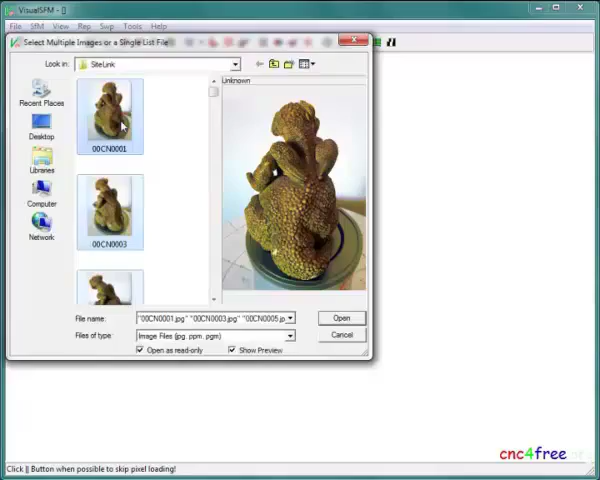 VisualSFM - []
File SfM View Rep Swp Tools Help
Select Multiple Images or a Single List File
Look in: SiteLink
Unknown
Recent Places
Desktop
Libraries
Computer
Network
00CN0001
00CN0003
File name: "00CN0001.jpg" "00CN0003.jpg" "00CN0005.jp
Open
Files of type: Image Files (jpg .ppm, .pgm)
Cancel
Open as read-only
Show Preview
cnc4free
Click || Button when possible to skip pixel loading!